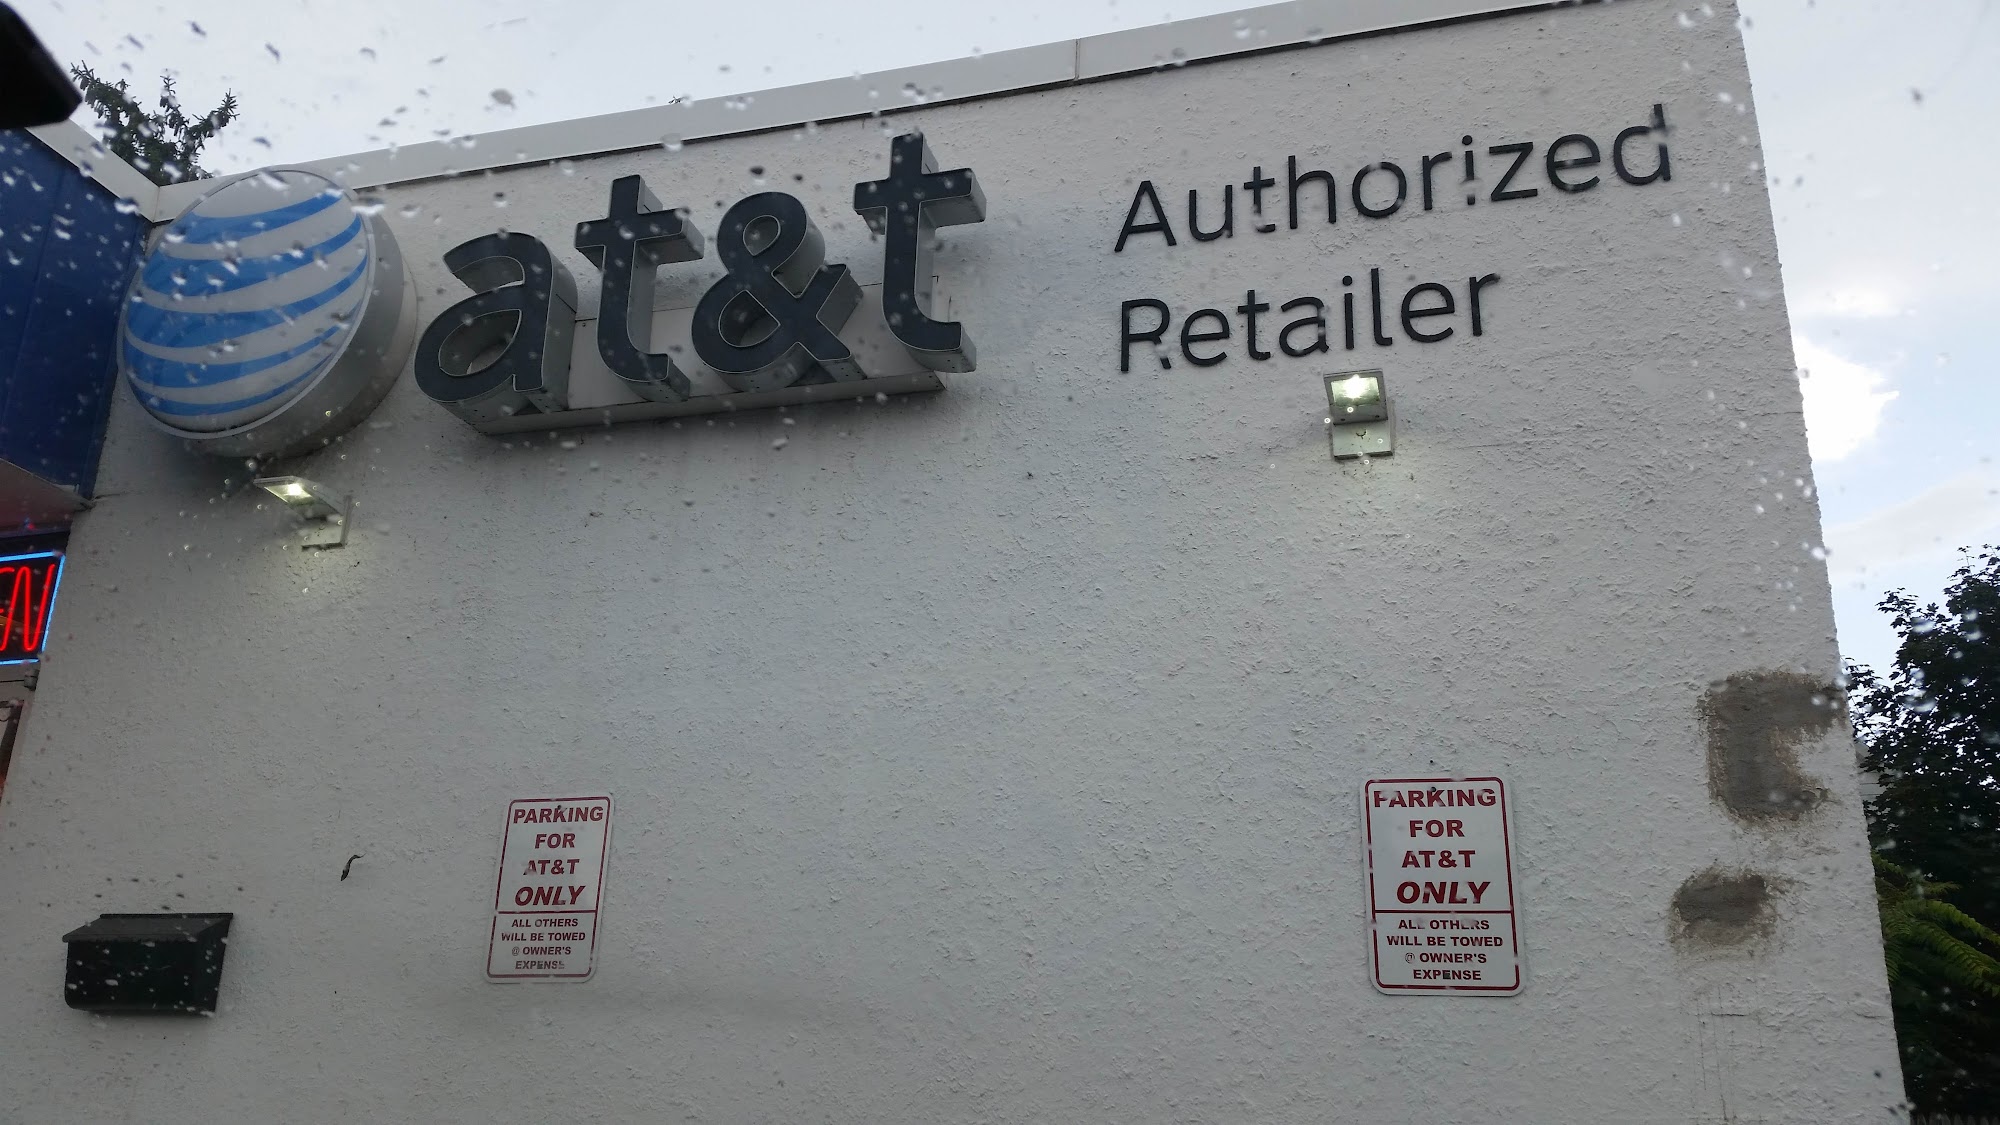 at&t
Authorized
Retailer
PARKING
FOR
AT&T
ONLY
ALL OTHERS
WILL BE TOWED
@ OWNER'S
EXPENSE
PARKING
FOR
AT&T
ONLY
ALL OTHERS
WILL BE TOWED
@ OWNER'S
EXPENSE